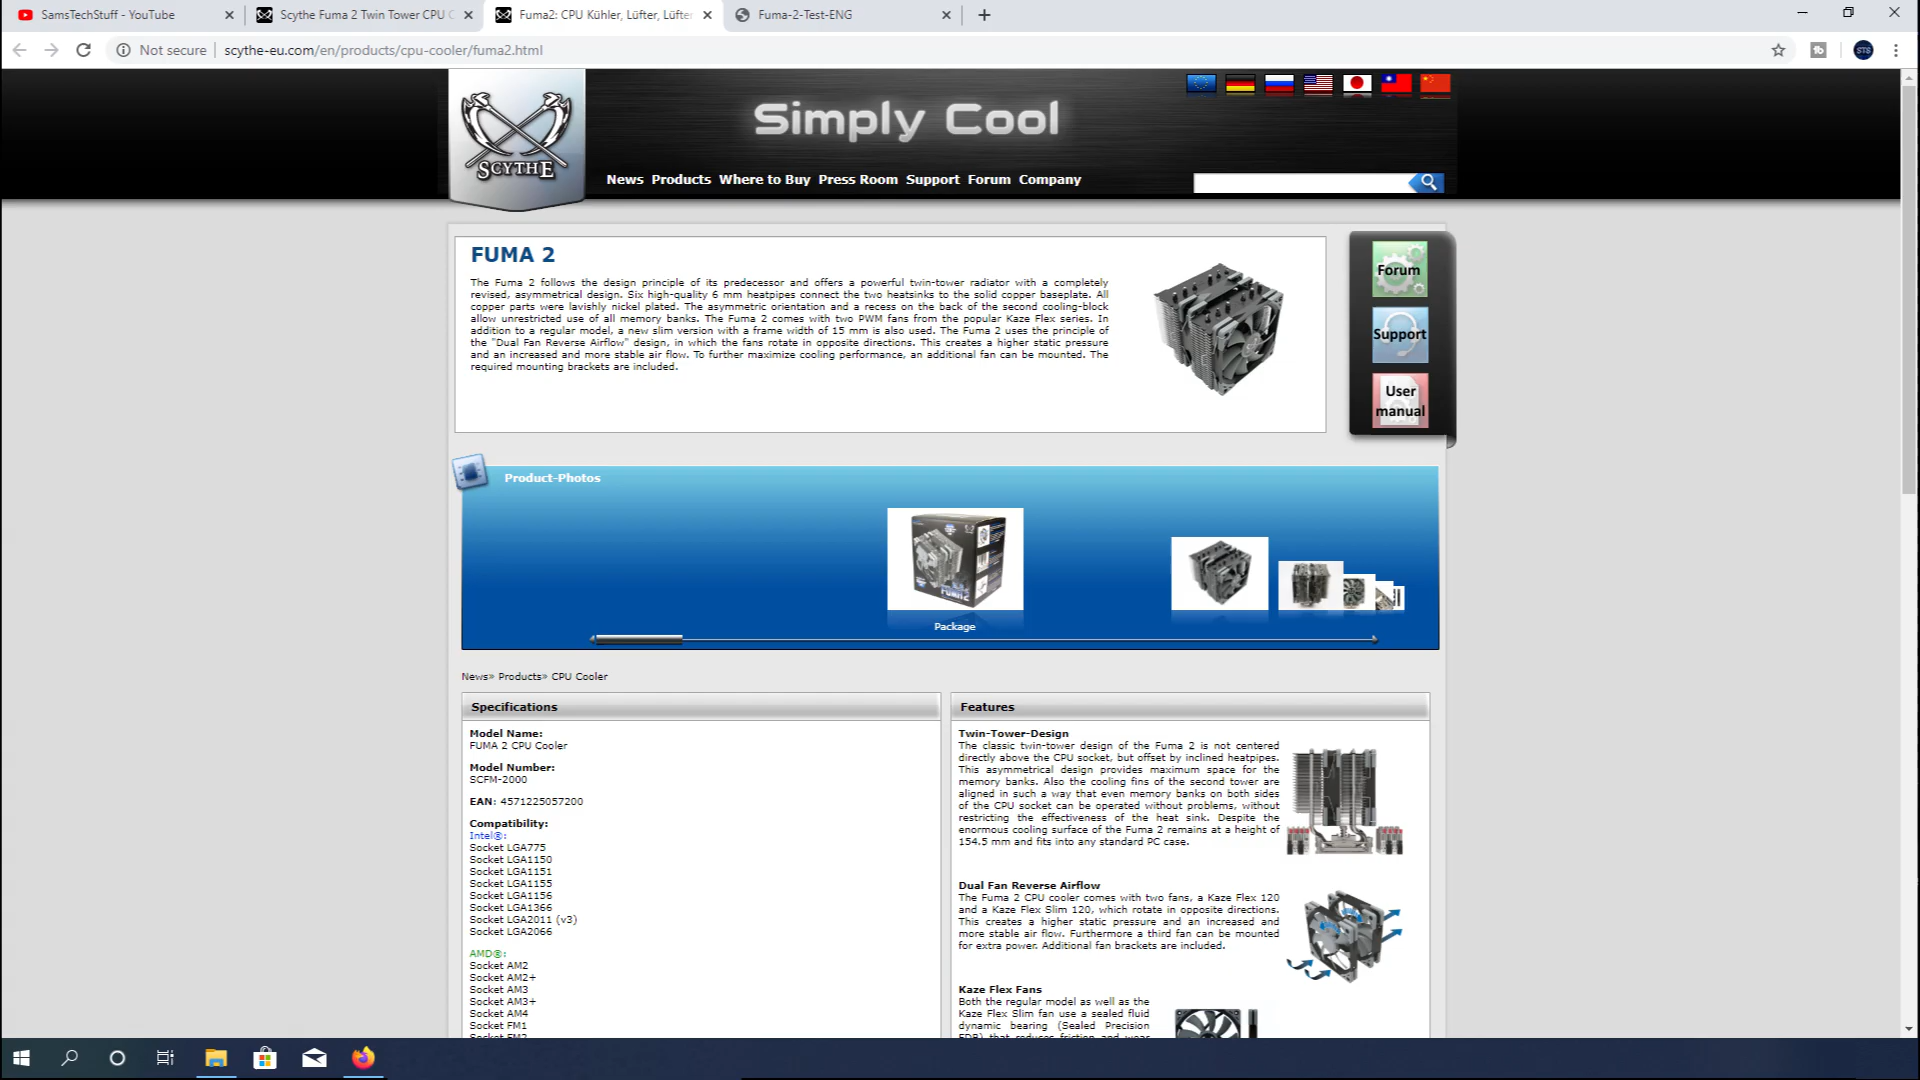 SamsTechStuff - YouTube
Scythe Fuma 2 Twin Tower CPU C
Fuma2: CPU Kühler, Lüfter, Lüfter
Fuma-2-Test-ENG
Not secure
scythe-eu.com/en/products/cpu-cooler/fuma2.html
STS
SCYTHE
Simply Cool
News Products Where to Buy Press Room Support Forum Company
FUMA 2
The Fuma 2 follows the design principle of its predecessor and offers a powerful twin-tower radiator with a completely
revised, asymmetrical design. Six high-quality 6 mm heatpipes connect the two heatsinks to the solid copper baseplate. All
copper parts were lavishly nickel plated. The asymmetric orientation and a recess on the back of the second cooling-block
allow unrestricted use of all memory banks. The Fuma 2 comes with two PWM fans from the popular Kaze Flex series. In
addition to a regular model, a new slim version with a frame width of 15 mm is also used. The Fuma 2 uses the principle of
the "Dual Fan Reverse Airflow" design, in which the fans rotate in opposite directions. This creates a higher static pressure
and an increased and more stable air flow. To further maximize cooling performance, an additional fan can be mounted. The
required mounting brackets are included.
Forum
Support
User
manual
Product-Photos
FUMA 2
Package
News» Products» CPU Cooler
Specifications
Model Name:
FUMA 2 CPU Cooler
Model Number:
SCFM-2000
EAN: 4571225057200
Compatibility:
Intel®:
Socket LGA775
Socket LGA1150
Socket LGA1151
Socket LGA1155
Socket LGA1156
Socket LGA1366
Socket LGA2011 (v3)
Socket LGA2066
AMD®:
Socket AM2
Socket AM2+
Socket AM3
Socket AM3+
Socket AM4
Socket FM1
Socket FM2
Features
Twin-Tower-Design
The classic twin-tower design of the Fuma 2 is not centered
directly above the CPU socket, but offset by inclined heatpipes.
This asymmetrical design provides maximum space for the
memory banks. Also the cooling fins of the second tower are
aligned in such a way that even memory banks on both sides
of the CPU socket can be operated without problems, without
restricting the effectiveness of the heat sink. Despite the
enormous cooling surface of the Fuma 2 remains at a height of
154.5 mm and fits into any standard PC case.
Dual Fan Reverse Airflow
The Fuma 2 CPU cooler comes with two fans, a Kaze Flex 120
and a Kaze Flex Slim 120, which rotate in opposite directions.
This creates a higher static pressure and an increased and
more stable air flow. Furthermore a third fan can be mounted
for extra power. Additional fan brackets are included.
Kaze Flex Fans
Both the regular model as well as the
Kaze Flex Slim fan use a sealed fluid
dynamic bearing (Sealed Precision
FDB) that reduces friction and wear